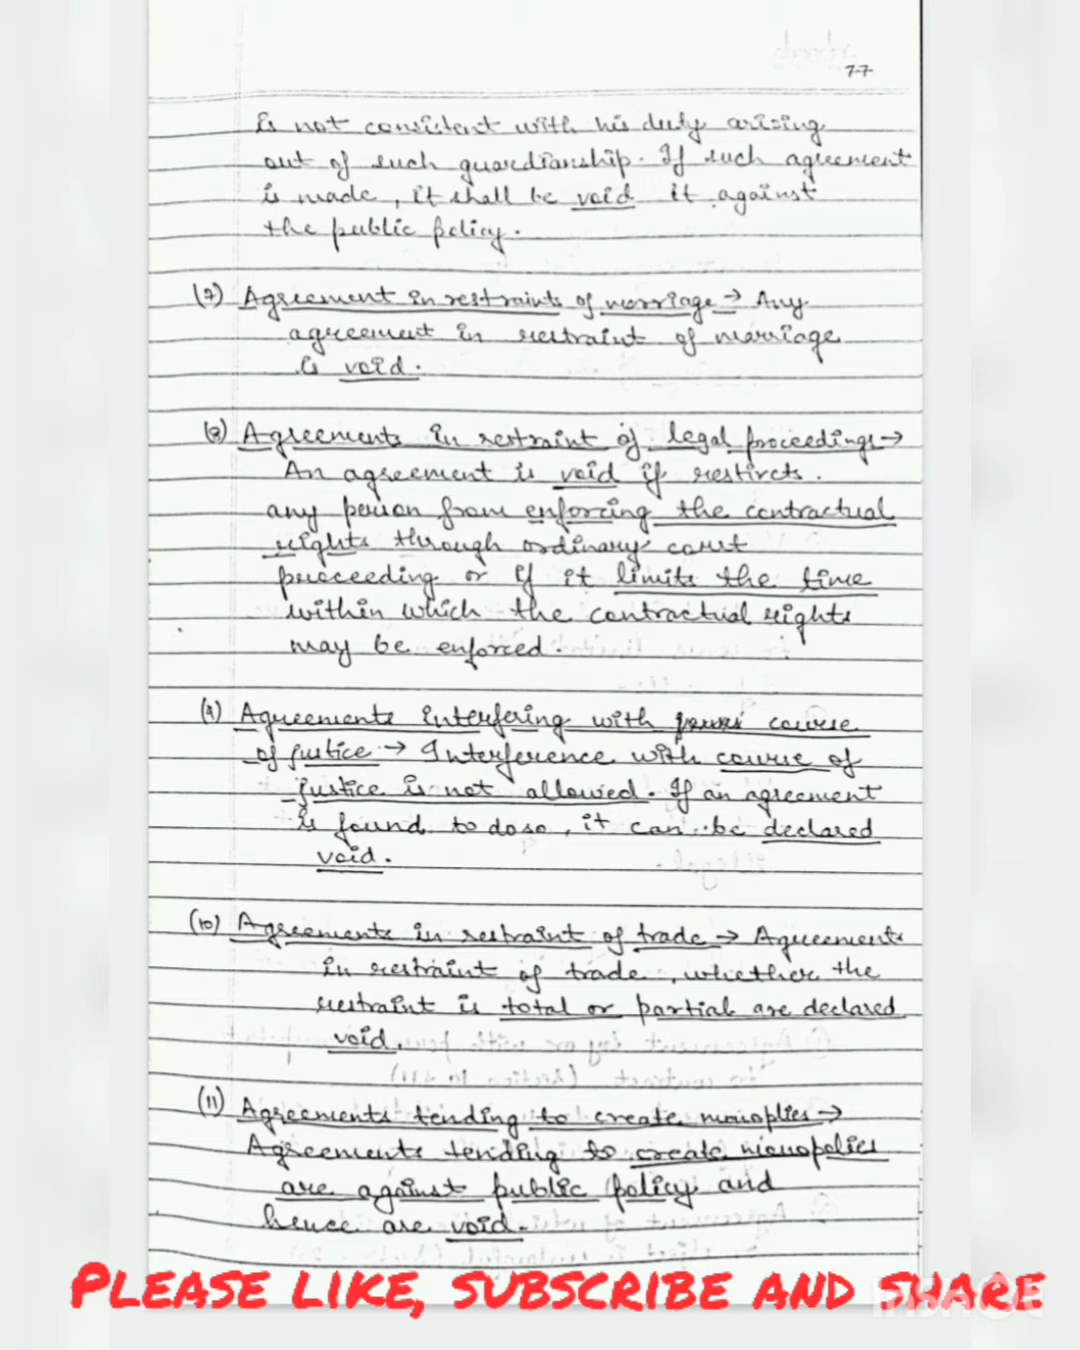 77
is not consistent with his duty arising
out of such guardianship. If such agreement
is made, it shall be void it against
the public policy.
(7) Agreement in restraints of marriage → Any
agreement in restraint of marriage
is void.
(8) Agreements in restraint of legal proceedings →
An agreement is void if restircts.
any person from enforcing the contractual
rights through ordinary court
proceeding or if it limits the time
within which the contractual rights
may be enforced.
(9) Agreements interfering with course
of justice → Interference with course of
justice is not allowed. If an agreement
is found to do so, it can be declared
void.
(10) Agreements in restraint of trade → Agreements
in restraint of trade, whether the
restraint is total or partial are declared
void.
(11) Agreements tending to create monoplies →
Agreements tending to create monopolies
are against public policy and
hence are void.
PLEASE LIKE, SUBSCRIBE AND SHARE